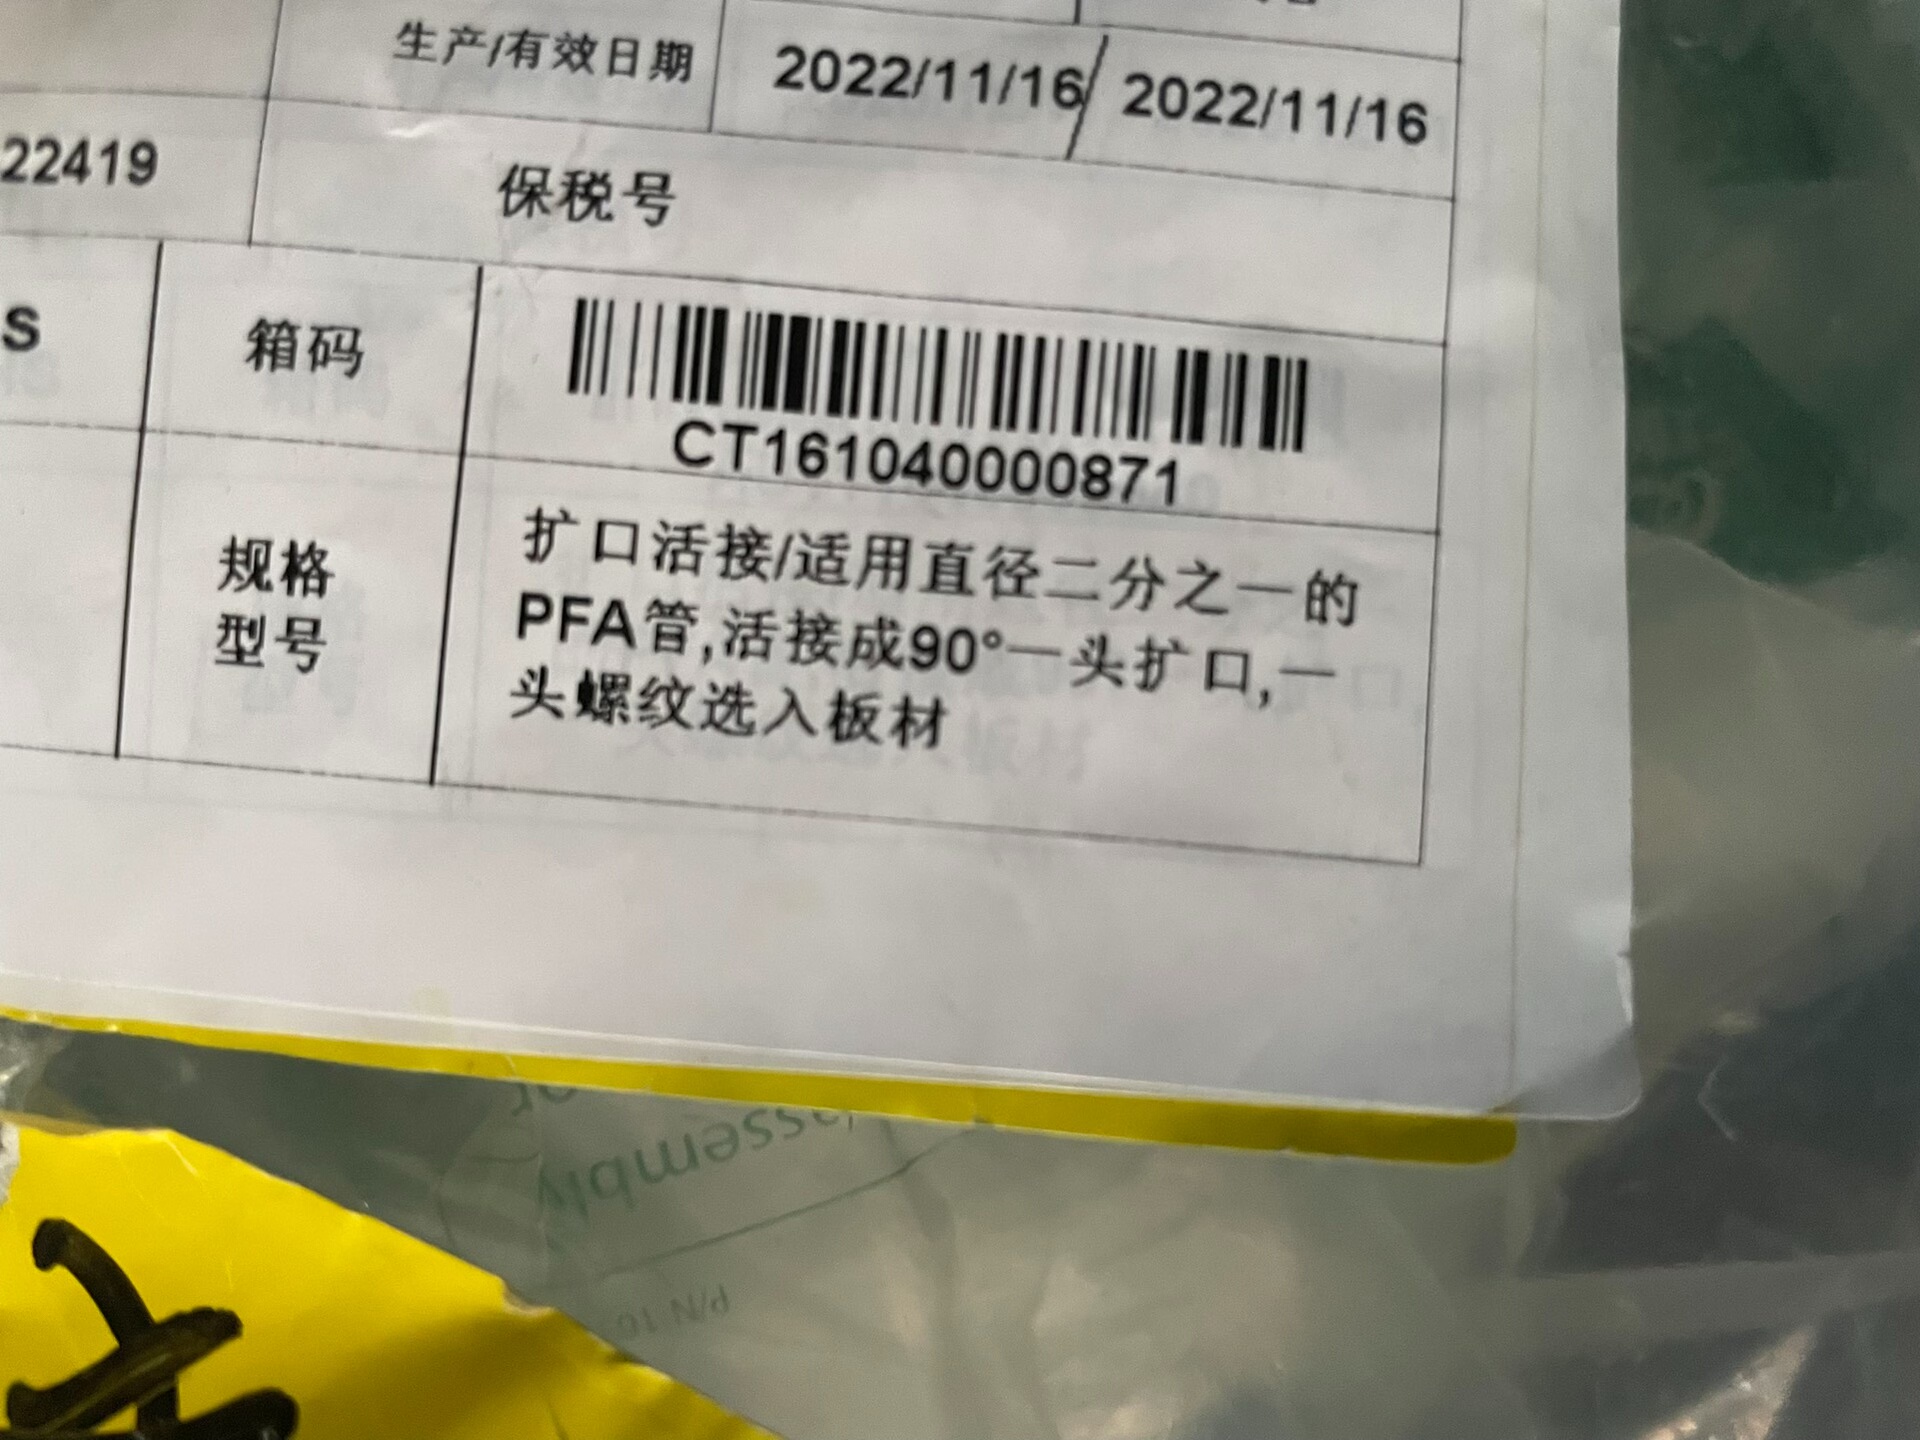 生产/有效日期 2022/11/16/ 2022/11/16
22419 保税号
S 箱码
CT161040000871
规格
型号
扩口活接/适用直径二分之一的
PFA管,活接成90°一头扩口,一
头螺纹选入板材
assembly
P/N 10